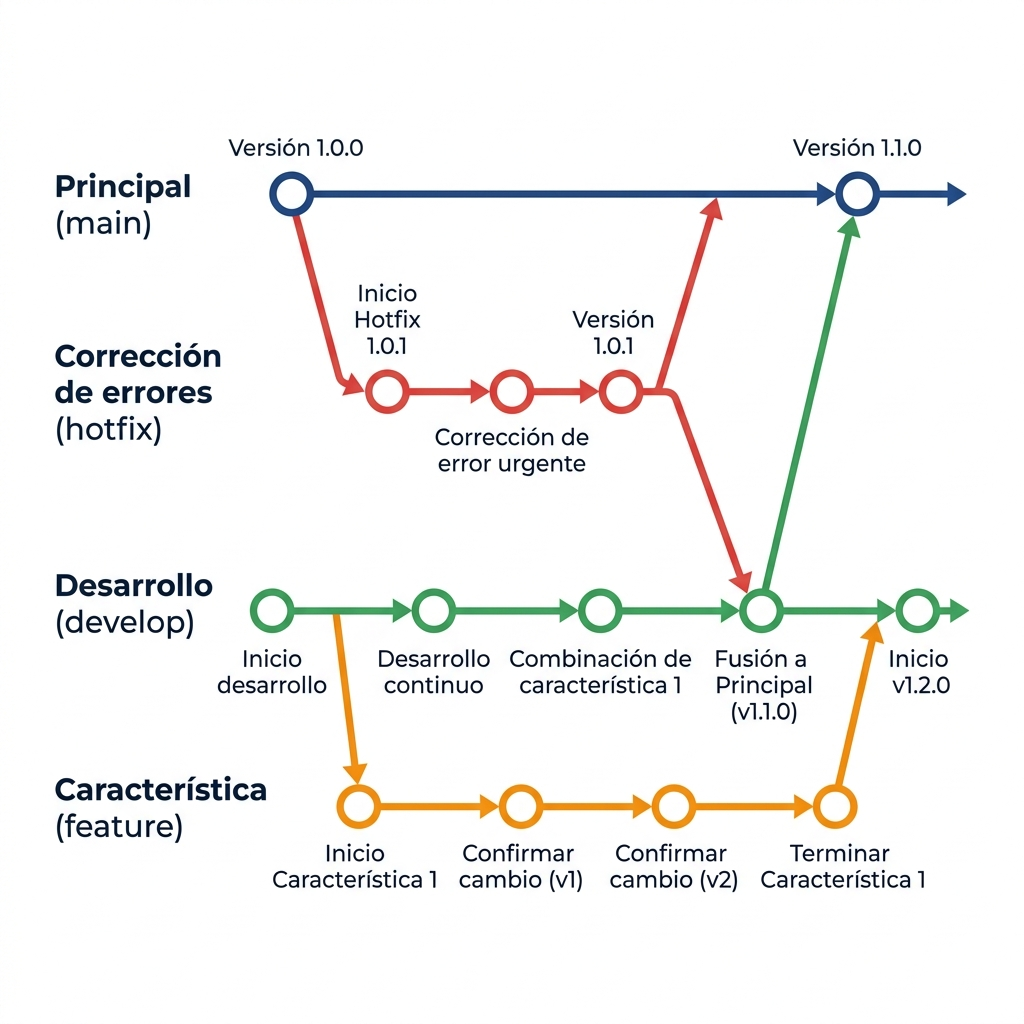 Versión 1.0.0
Versión 1.1.0
Principal
(main)
Inicio
Hotfix
1.0.1
Versión
1.0.1
Corrección
de errores
(hotfix)
Corrección de
error urgente
Desarrollo
(develop)
Inicio
desarrollo
Desarrollo
continuo
Combinación de
característica 1
Fusión a
Principal
(v1.1.0)
Inicio
v1.2.0
Característica
(feature)
Inicio
Característica 1
Confirmar
cambio (v1)
Confirmar
cambio (v2)
Terminar
Característica 1